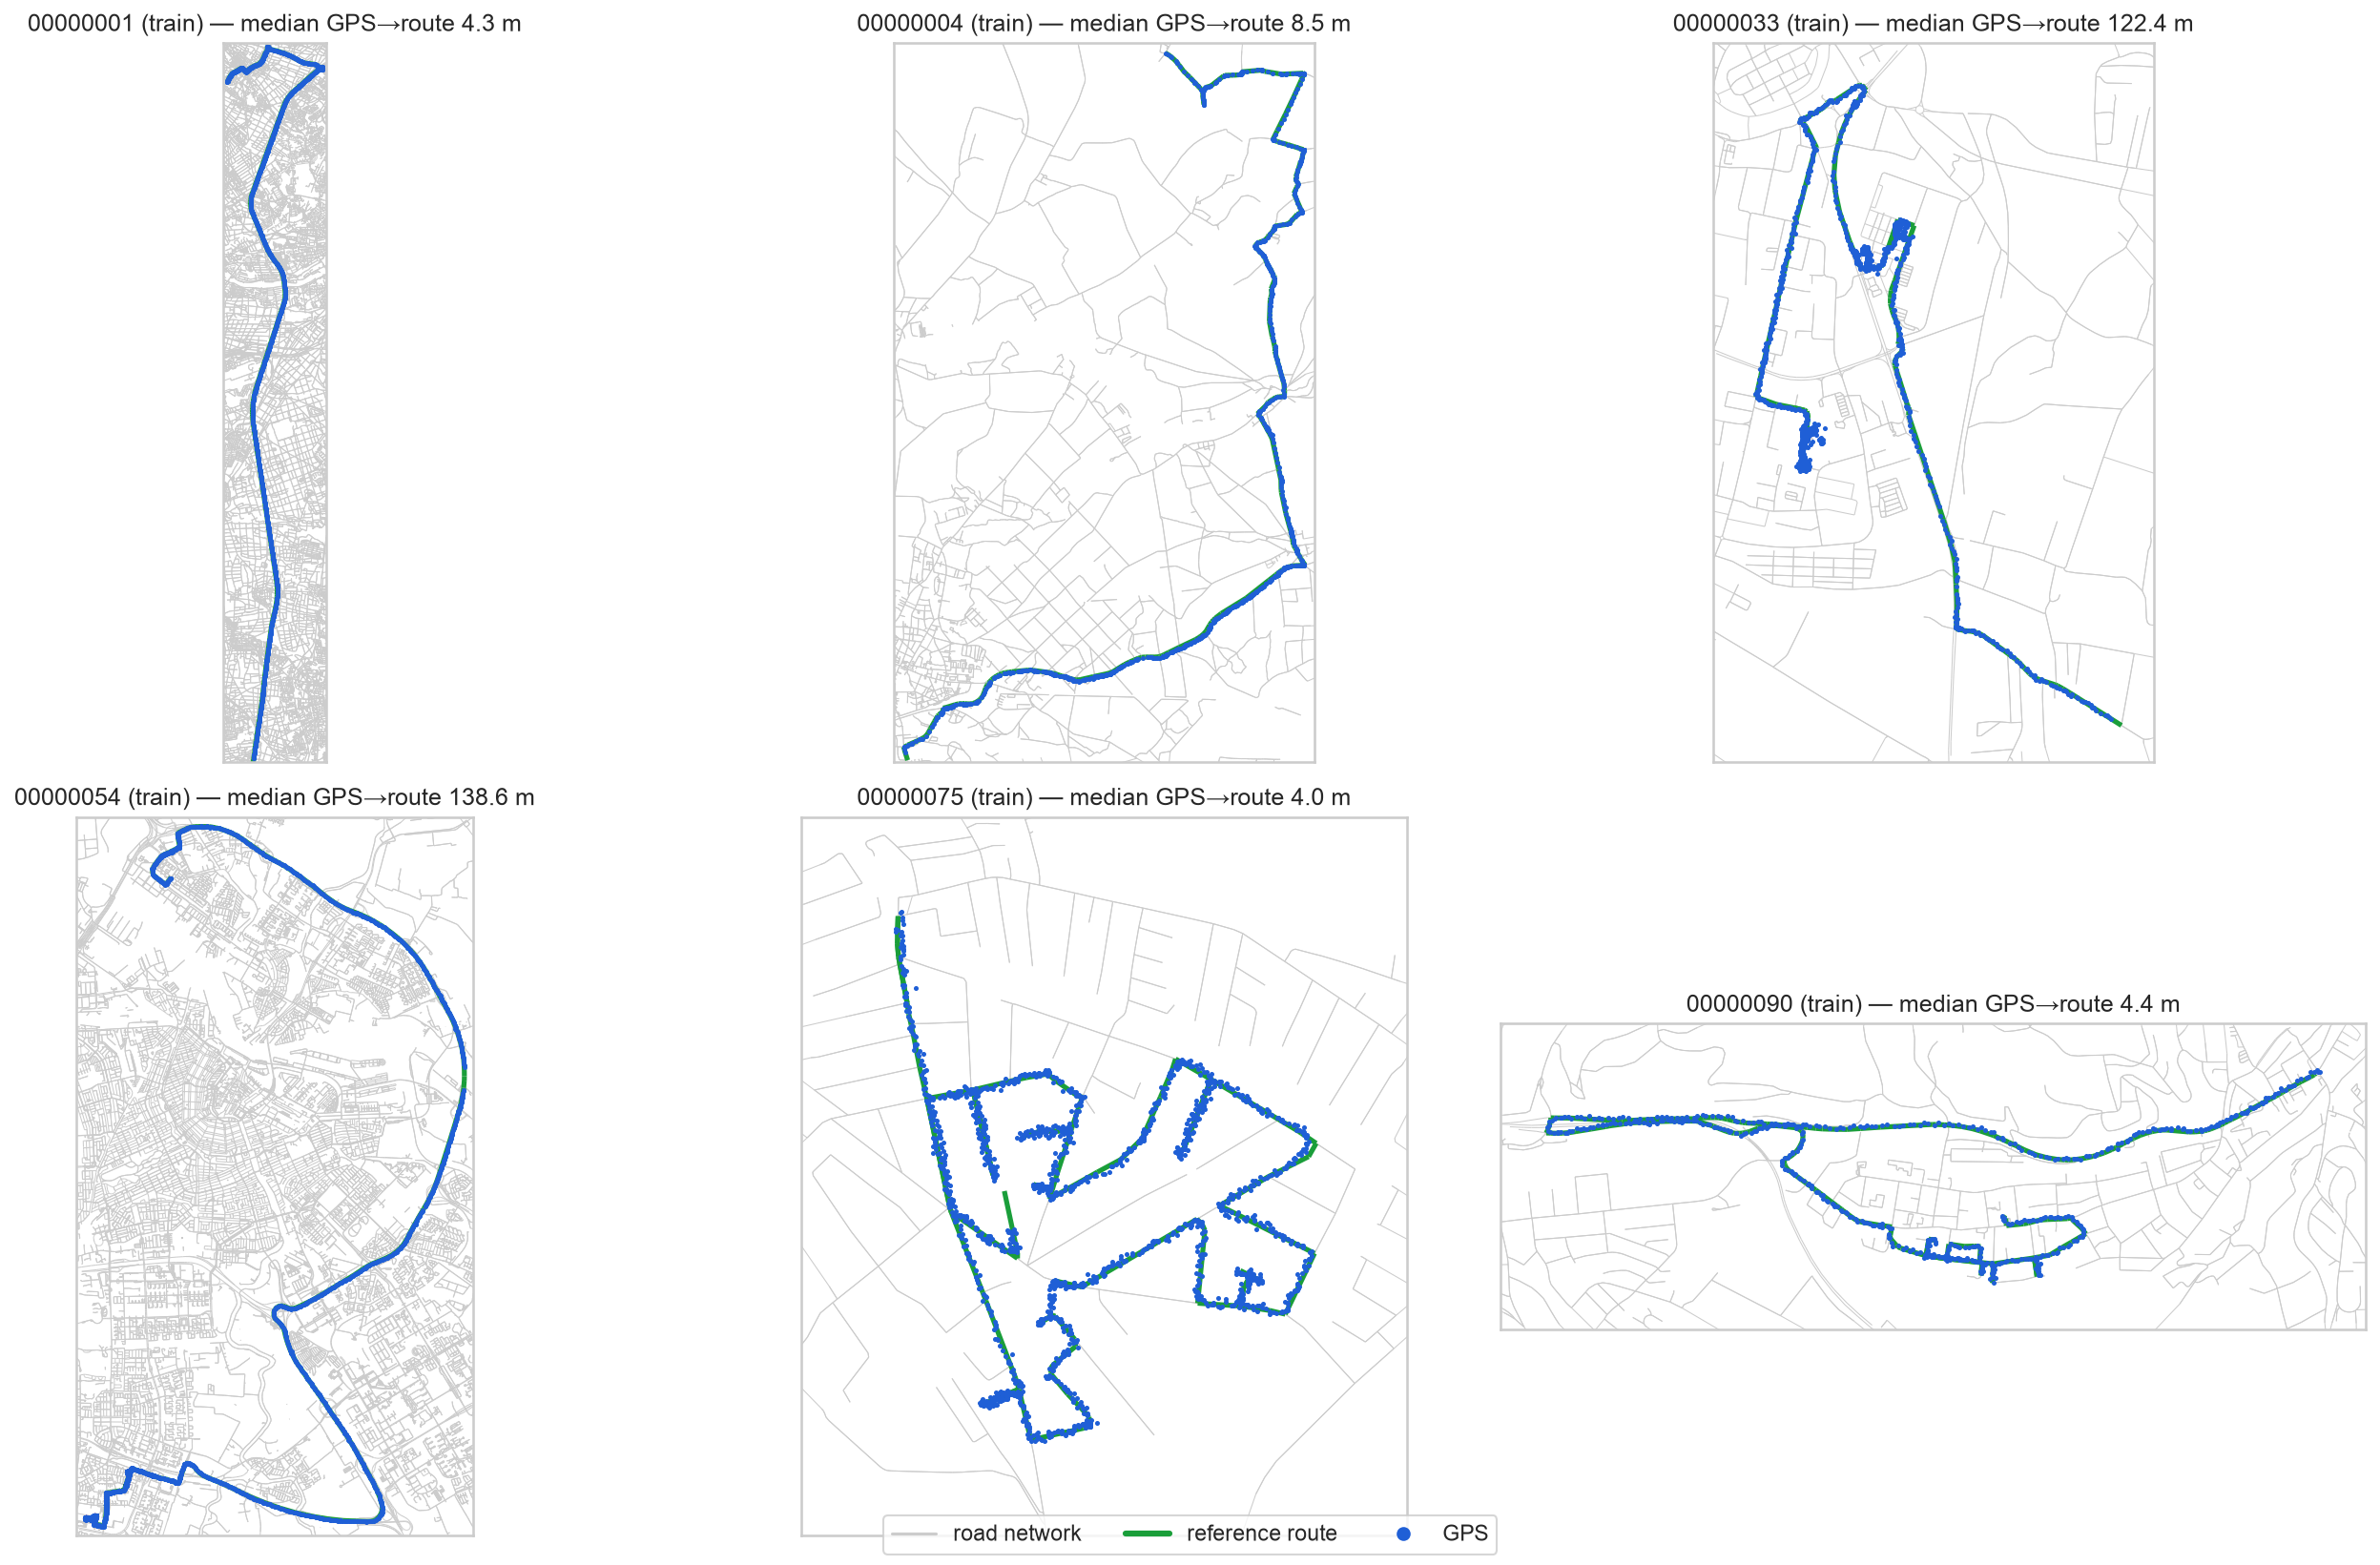 00000001 (train) — median GPS→route 4.3 m
00000004 (train) — median GPS→route 8.5 m
00000033 (train) — median GPS→route 122.4 m
00000054 (train) — median GPS→route 138.6 m
00000075 (train) — median GPS→route 4.0 m
00000090 (train) — median GPS→route 4.4 m
road network
reference route
GPS